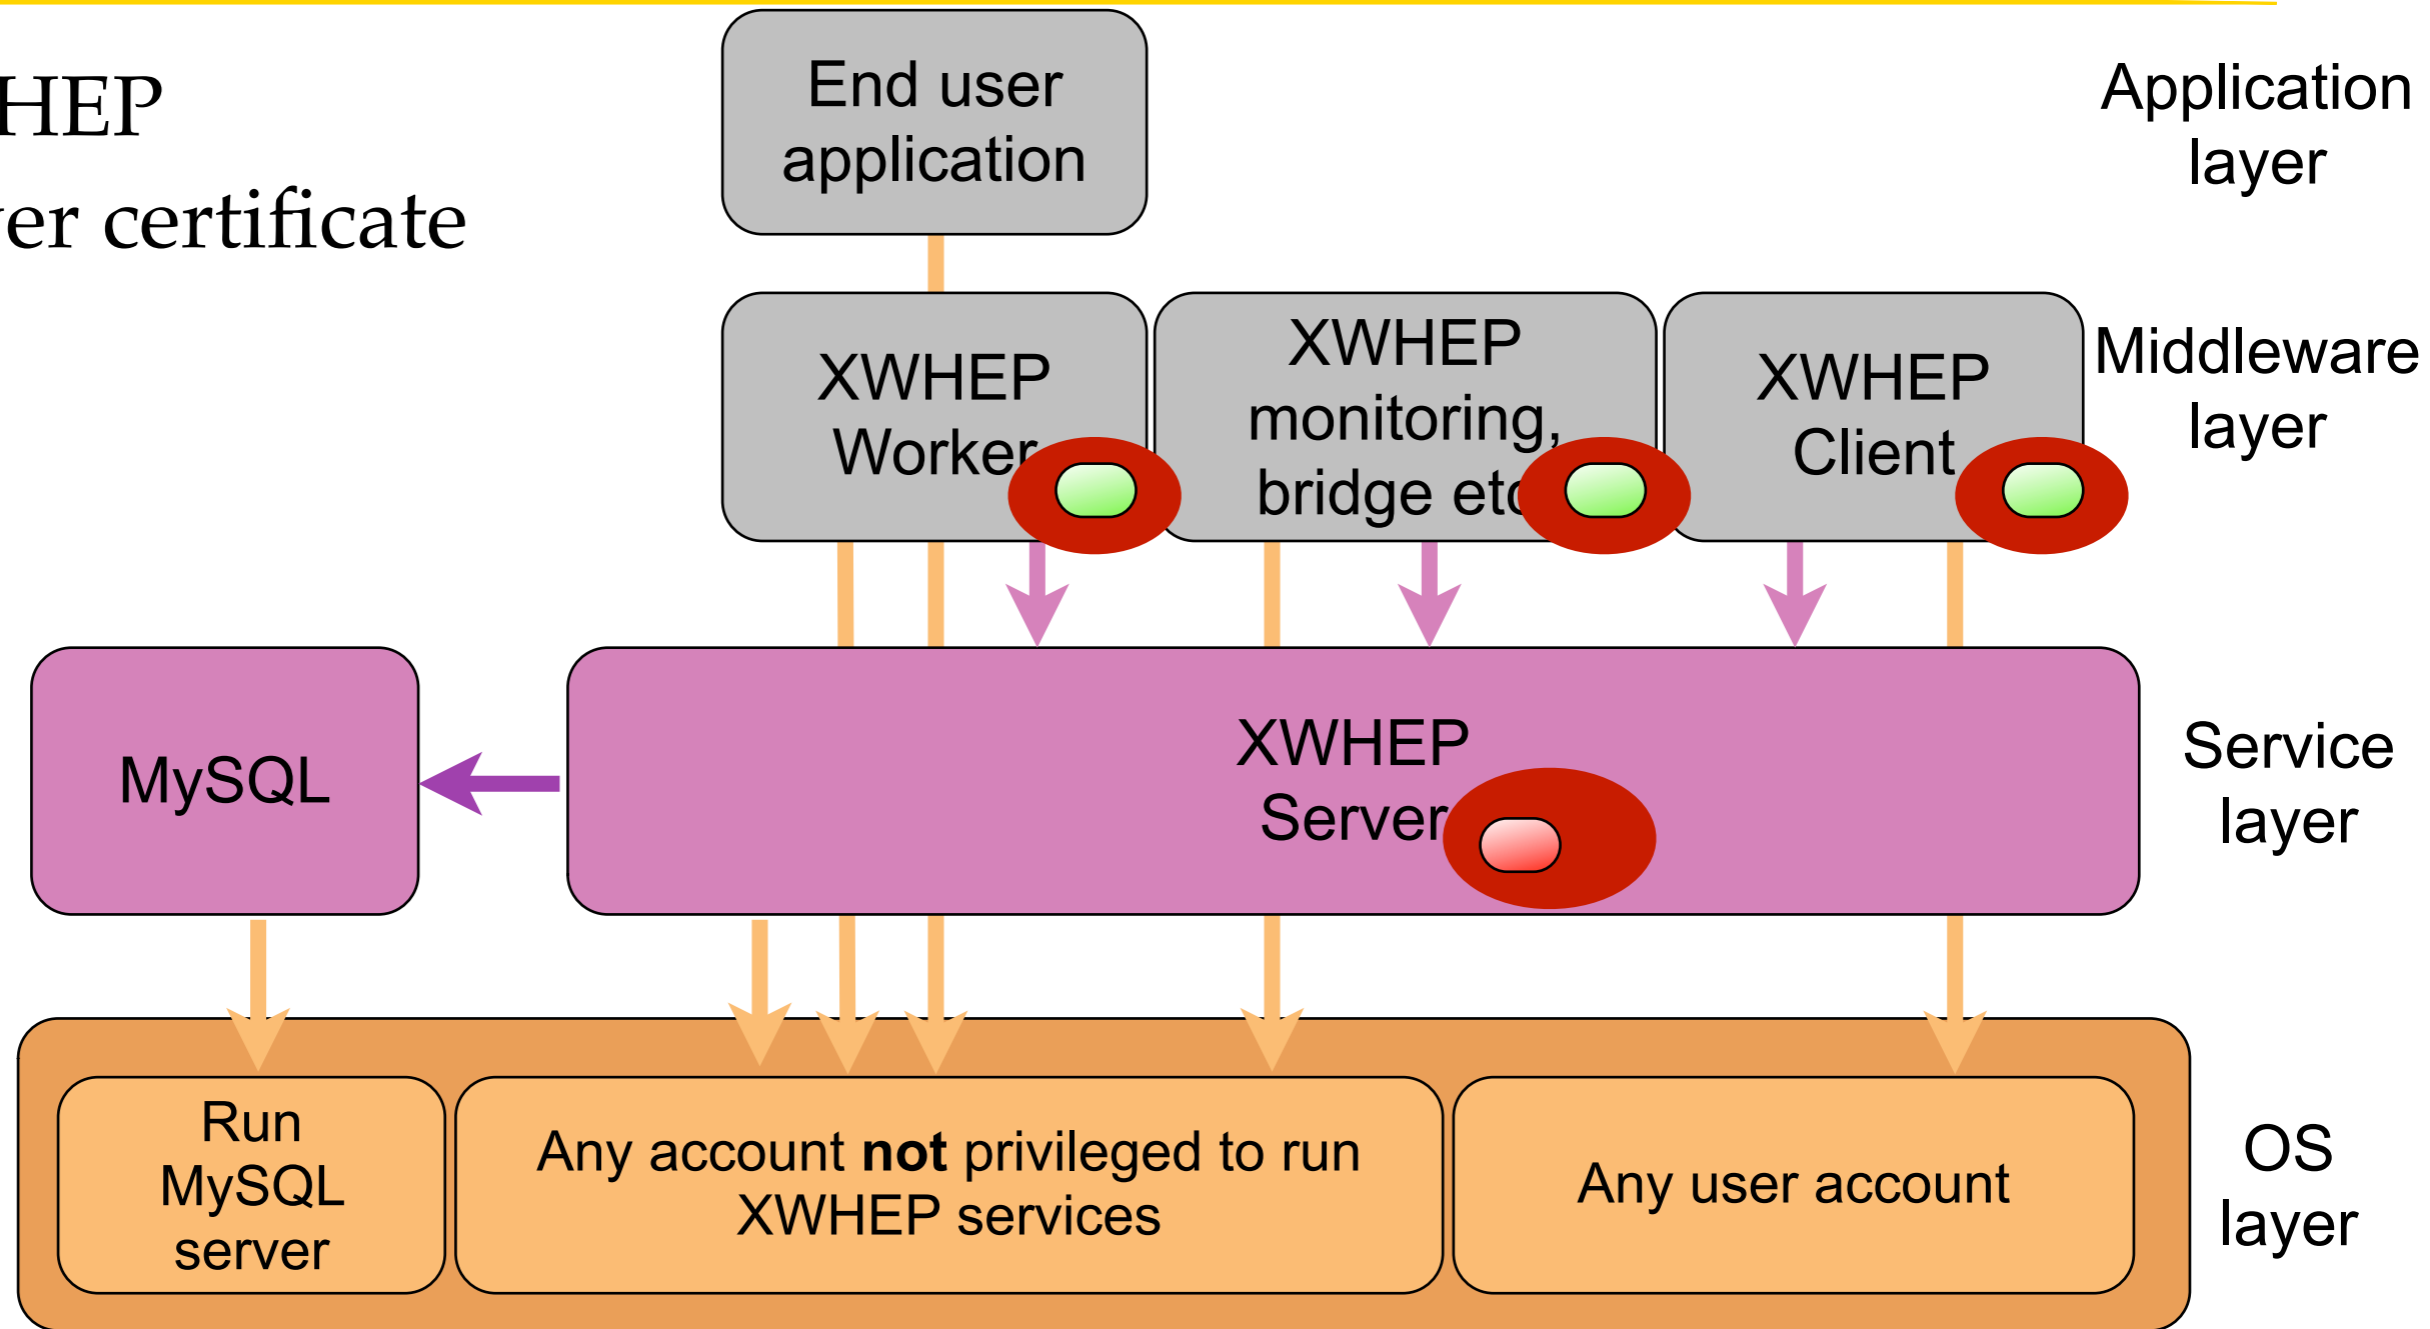 HEP
er certificate
End user
application
Application
layer
XWHEP
Worker
XWHEP
monitoring,
bridge etc
XWHEP
Client
Middleware
layer
MySQL
XWHEP
Server
Service
layer
Run
MySQL
server
Any account not privileged to run
XWHEP services
Any user account
OS
layer